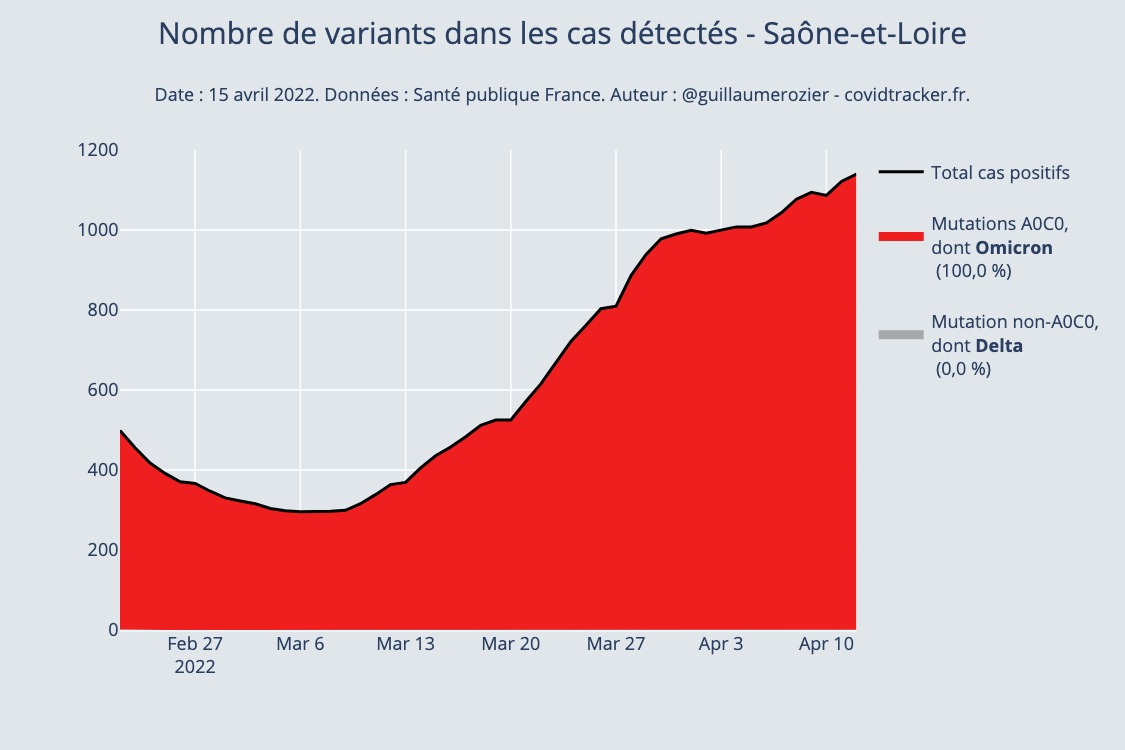 Nombre de variants dans les cas détectés - Saône-et-Loire
Date : 15 avril 2022. Données : Santé publique France. Auteur : @guillaumerozier - covidtracker.fr.
1200
1000
800
600
400
200
0
Feb 27
2022
Mar 6
Mar 13
Mar 20
Mar 27
Apr 3
Apr 10
Total cas positifs
Mutations A0C0,
dont Omicron
(100,0 %)
Mutation non-A0C0,
dont Delta
(0,0 %)